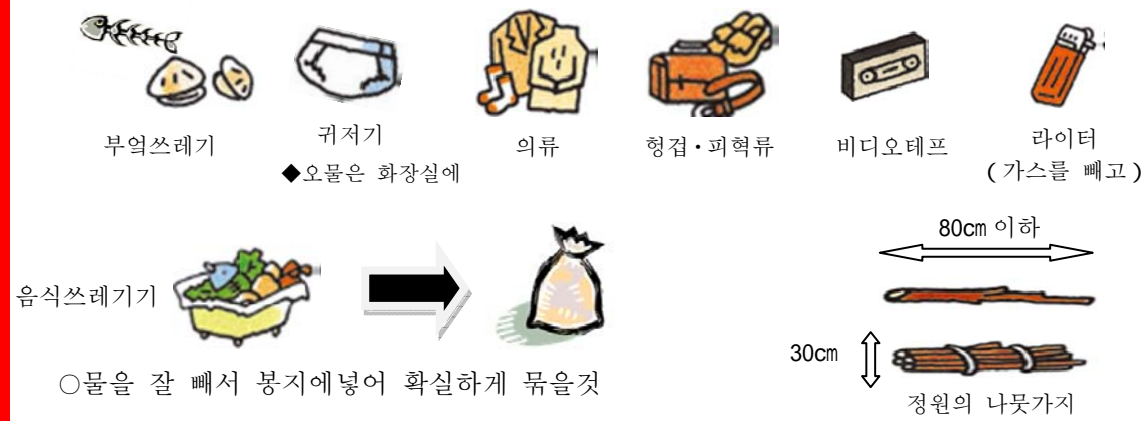 부엌쓰레기
귀저기
◆오물은 화장실에
의류
헝겁・피혁류
비디오테프
라이터
(가스를 빼고)
음식쓰레기기
○물을 잘 빼서 봉지에넣어 확실하게 묶을것
80㎝ 이하
30㎝
정원의 나뭇가지